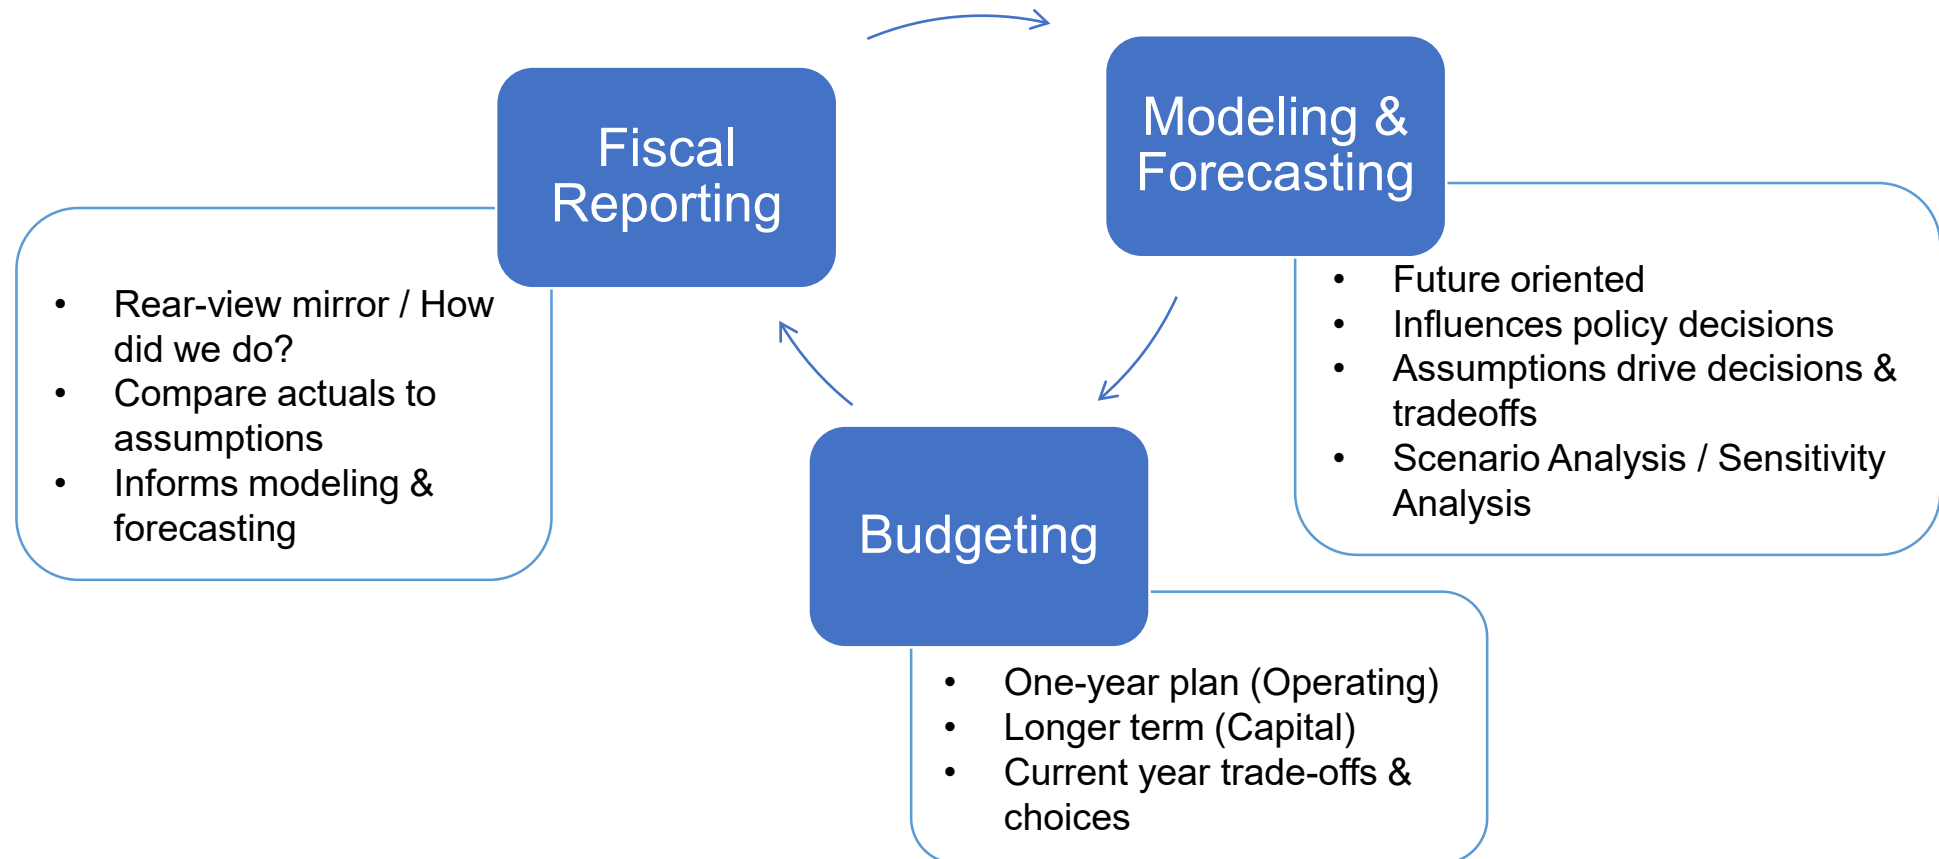 Fiscal
Reporting
• Rear-view mirror / How
did we do?
• Compare actuals to
assumptions
• Informs modeling &
forecasting
Modeling &
Forecasting
• Future oriented
• Influences policy decisions
• Assumptions drive decisions &
tradeoffs
• Scenario Analysis / Sensitivity
Analysis
Budgeting
• One-year plan (Operating)
• Longer term (Capital)
• Current year trade-offs &
choices